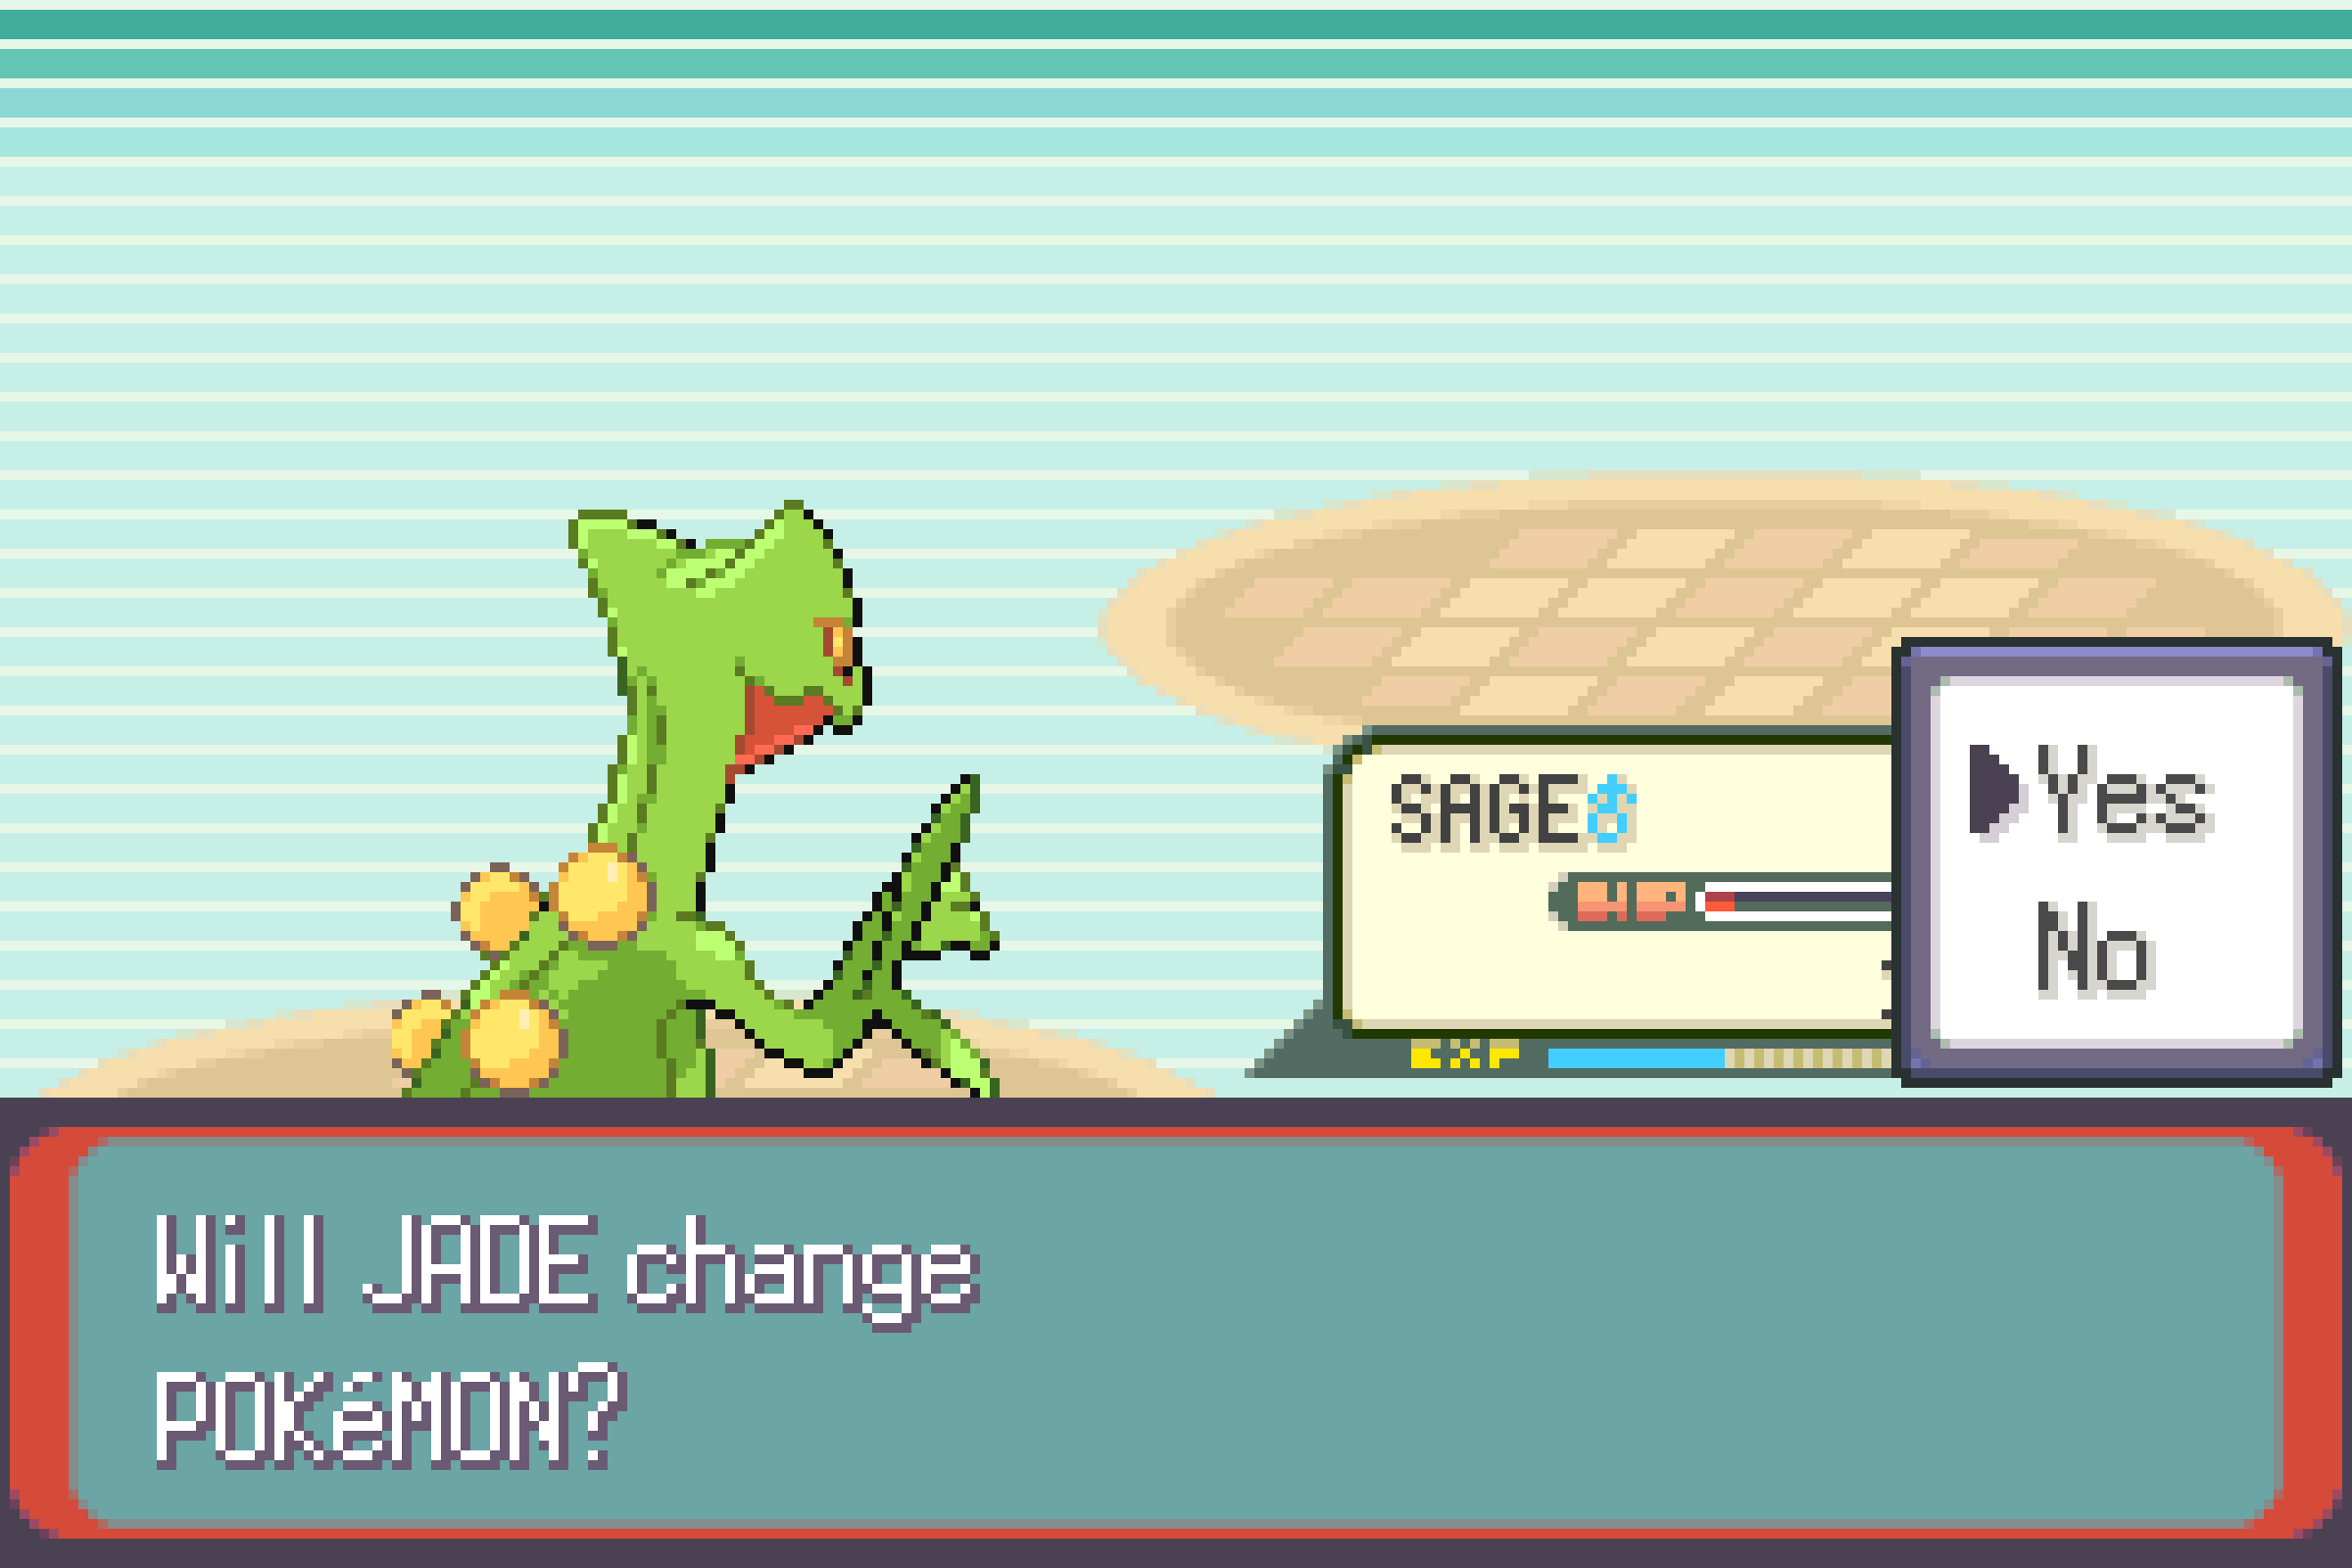 SAGE♂
HP
EXP
Yes
No
Will JADE change
POKéMON?